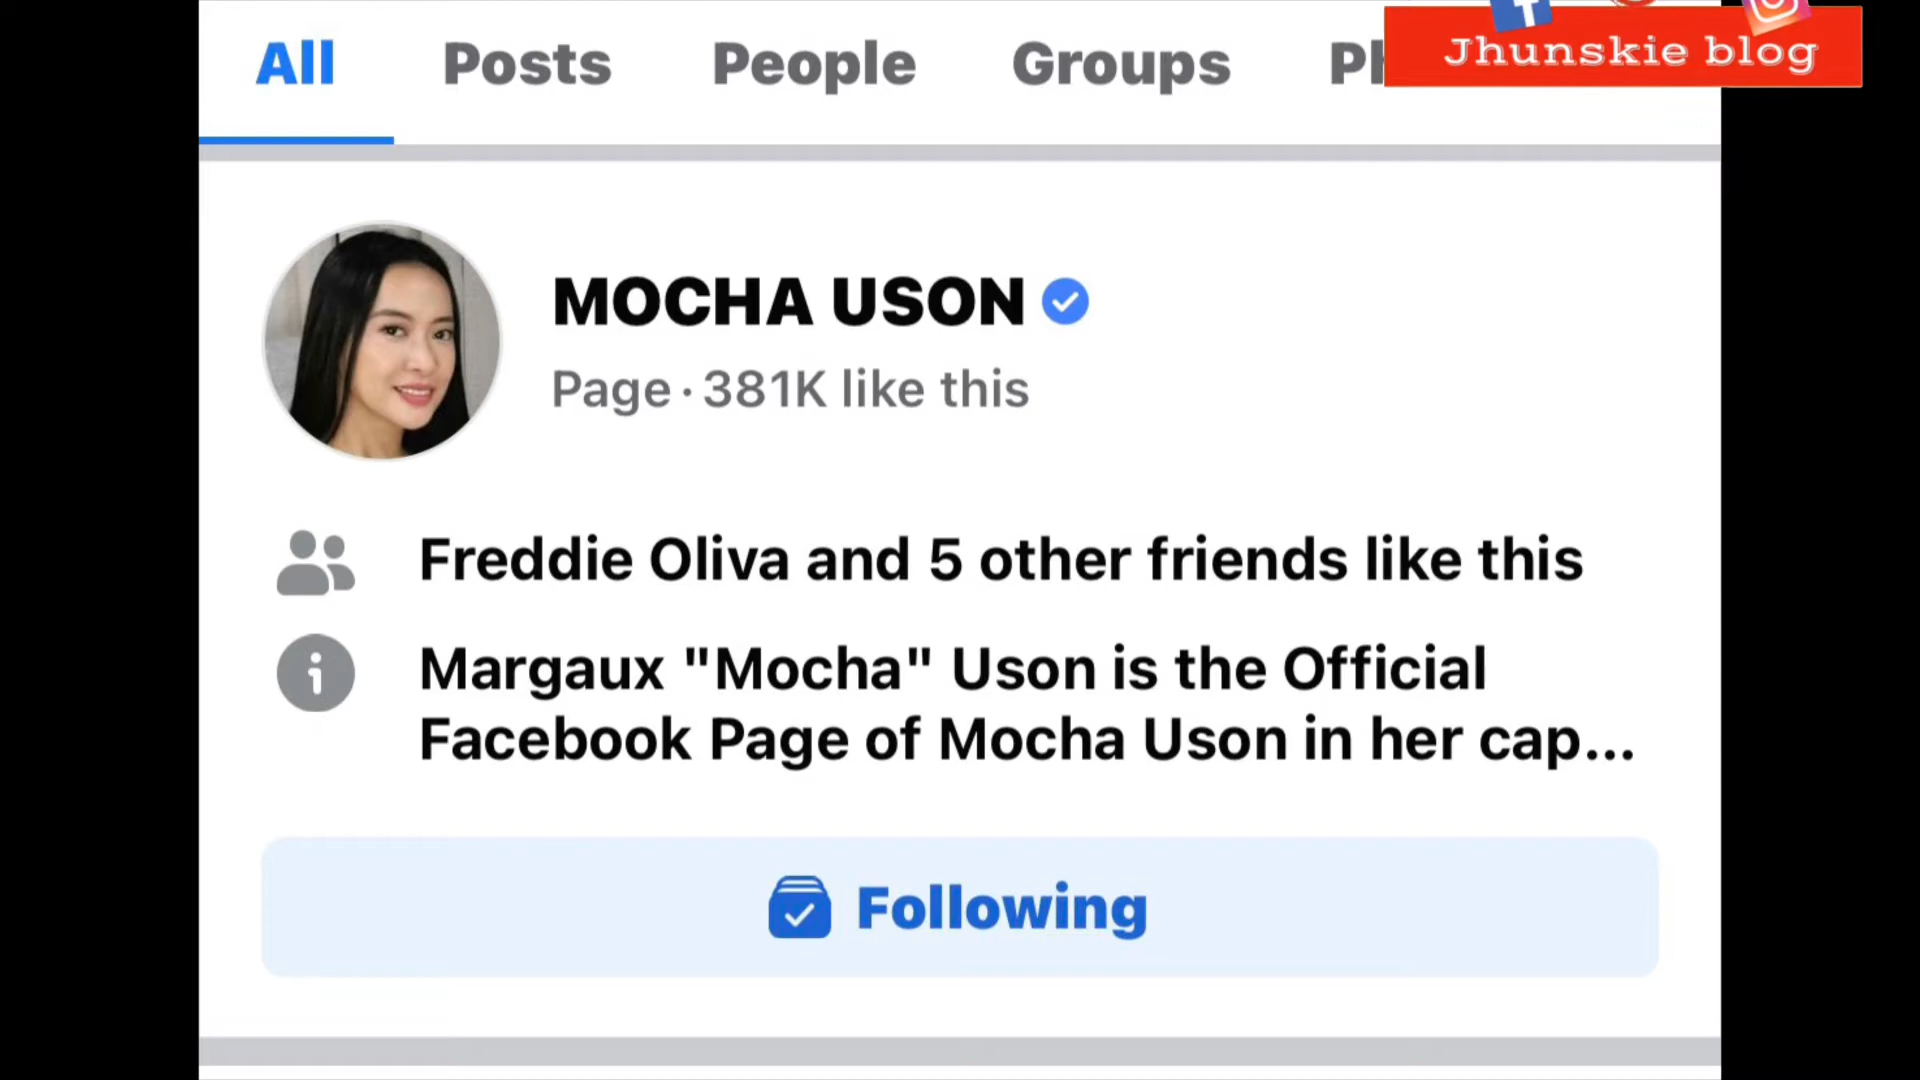 All Posts People Groups
Jhunskie blog
MOCHA USON
Page · 381K like this
Freddie Oliva and 5 other friends like this
Margaux "Mocha" Uson is the Official
Facebook Page of Mocha Uson in her cap...
Following